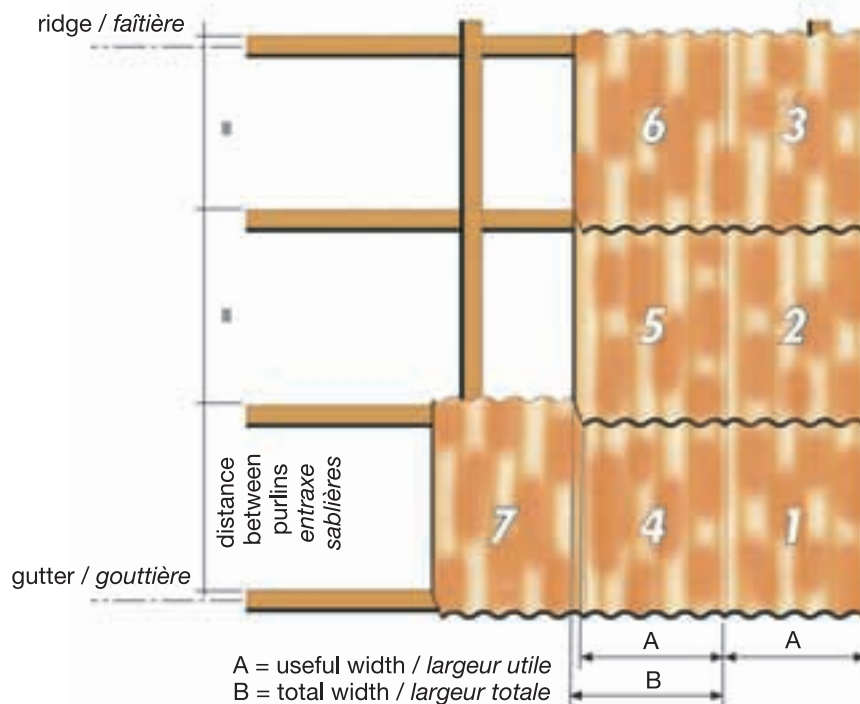 ridge / faîtière
6
3
5
2
distance
between
purlins
entraxe
sablières
7
4
1
gutter / gouttière
A
A
A = useful width / largeur utile
B = total width / largeur totale
B